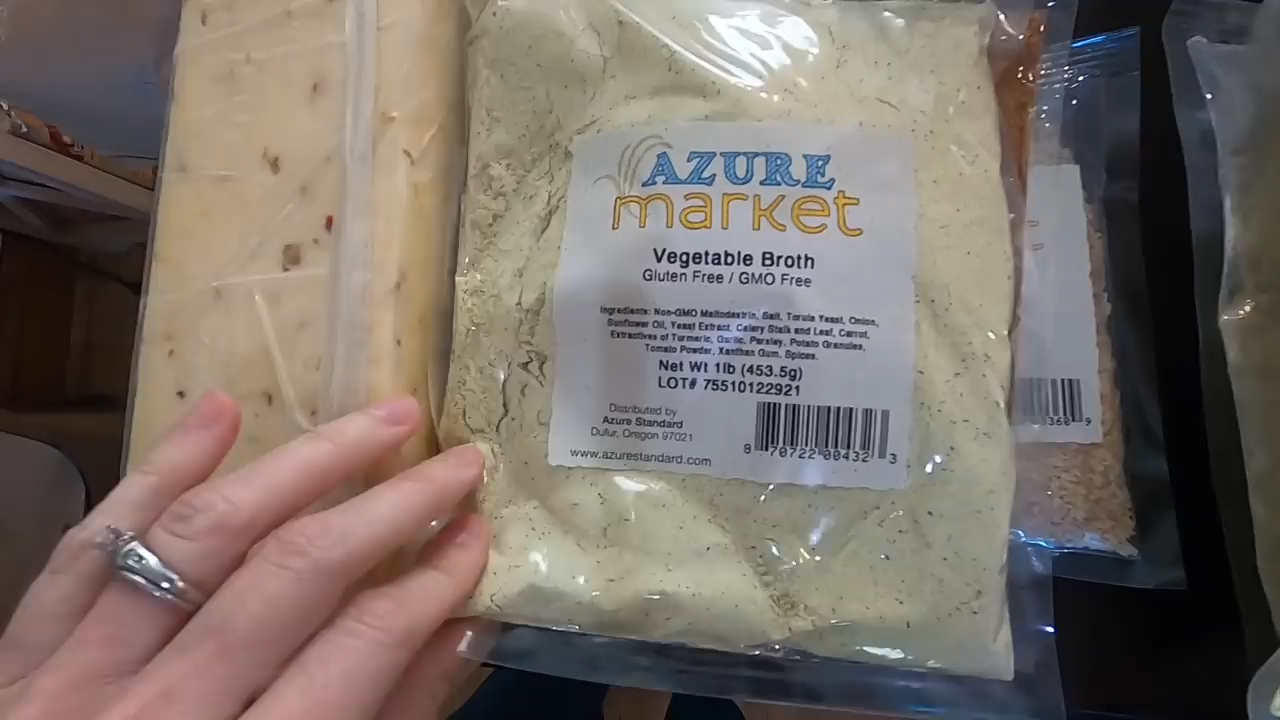 AZURE
market
Vegetable Broth
Gluten Free / GMO Free
Ingredients: Non-GMO Maltodextrin, Salt, Torula Yeast, Onion,
Sunflower Oil, Yeast Extract, Celery Stalk and Leaf, Carrot,
Extractives of Turmeric, Garlic, Parsley, Potato Granules,
Tomato Powder, Xanthan Gum, Spices.
Net Wt 1lb (453.5g)
LOT# 75510122921
Distributed by
Azure Standard
Dufur, Oregon 97021
www.azurestandard.com
8 70722 00432 3
360 9